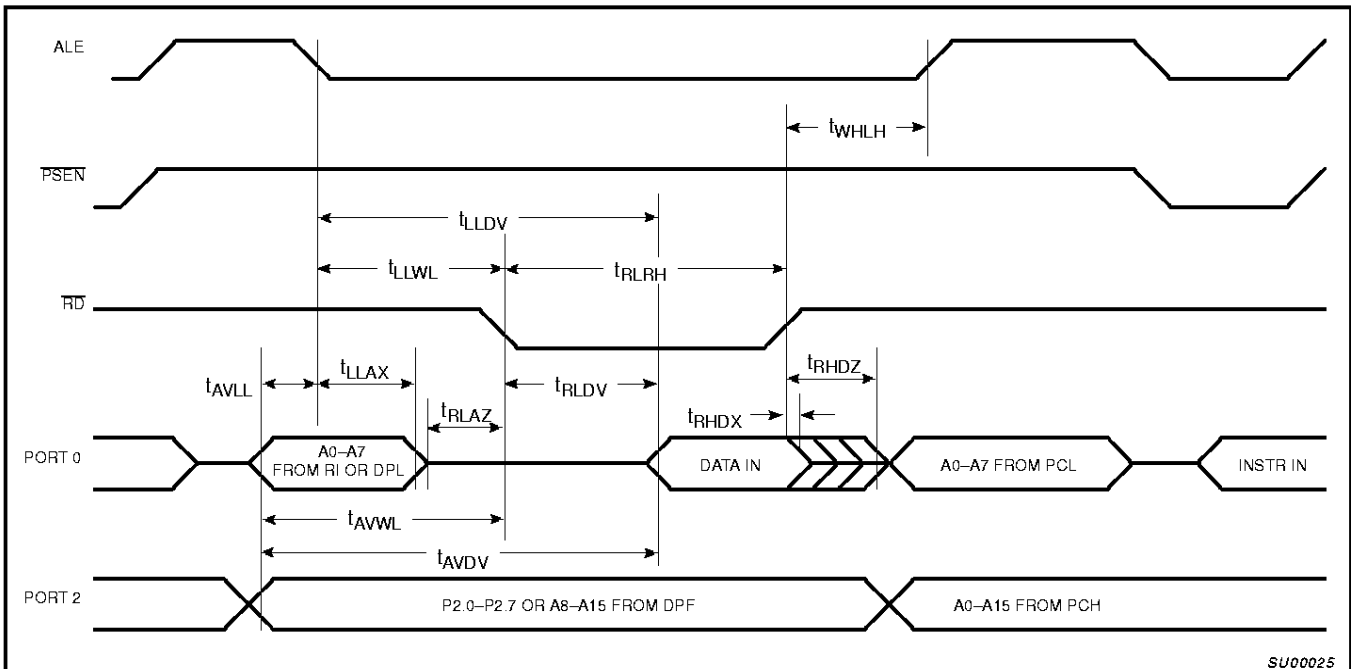 ALE
tWHLH
PSEN
tLLDV
tLLWL
tRLRH
RD
tAVLL
tLLAX
tRLAZ
tRLDV
tRHDZ
tRHDX
PORT 0
A0–A7
FROM RI OR DPL
DATA IN
A0–A7 FROM PCL
INSTR IN
tAVWL
tAVDV
PORT 2
P2.0–P2.7 OR A8–A15 FROM DPF
A0–A15 FROM PCH
SU00025